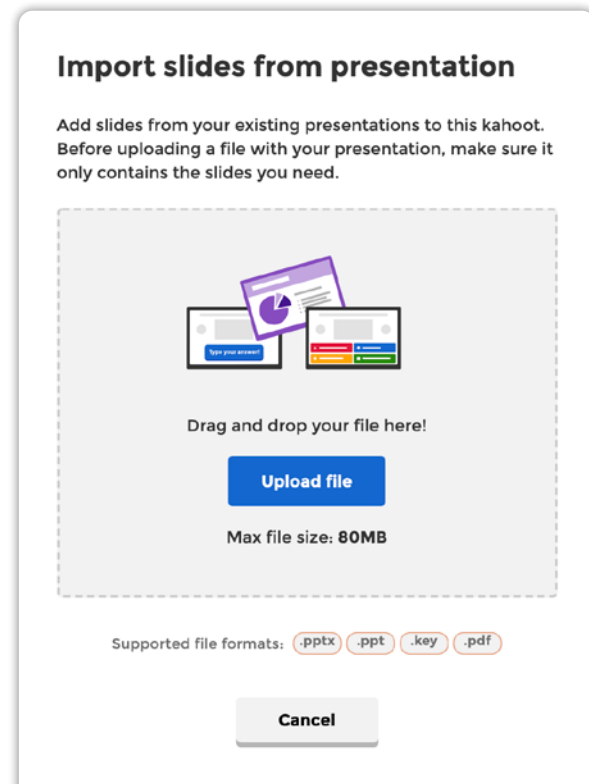 Import slides from presentation
Add slides from your existing presentations to this kahoot.
Before uploading a file with your presentation, make sure it
only contains the slides you need.
Type your answer!
Drag and drop your file here!
Upload file
Max file size: 80MB
Supported file formats: .pptx .ppt .key .pdf
Cancel